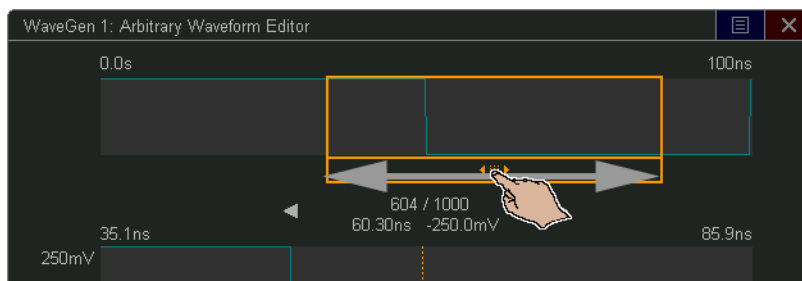 WaveGen 1: Arbitrary Waveform Editor
0.0s 100ns
604 / 1000
60.30ns -250.0mV
35.1ns 85.9ns
250mV